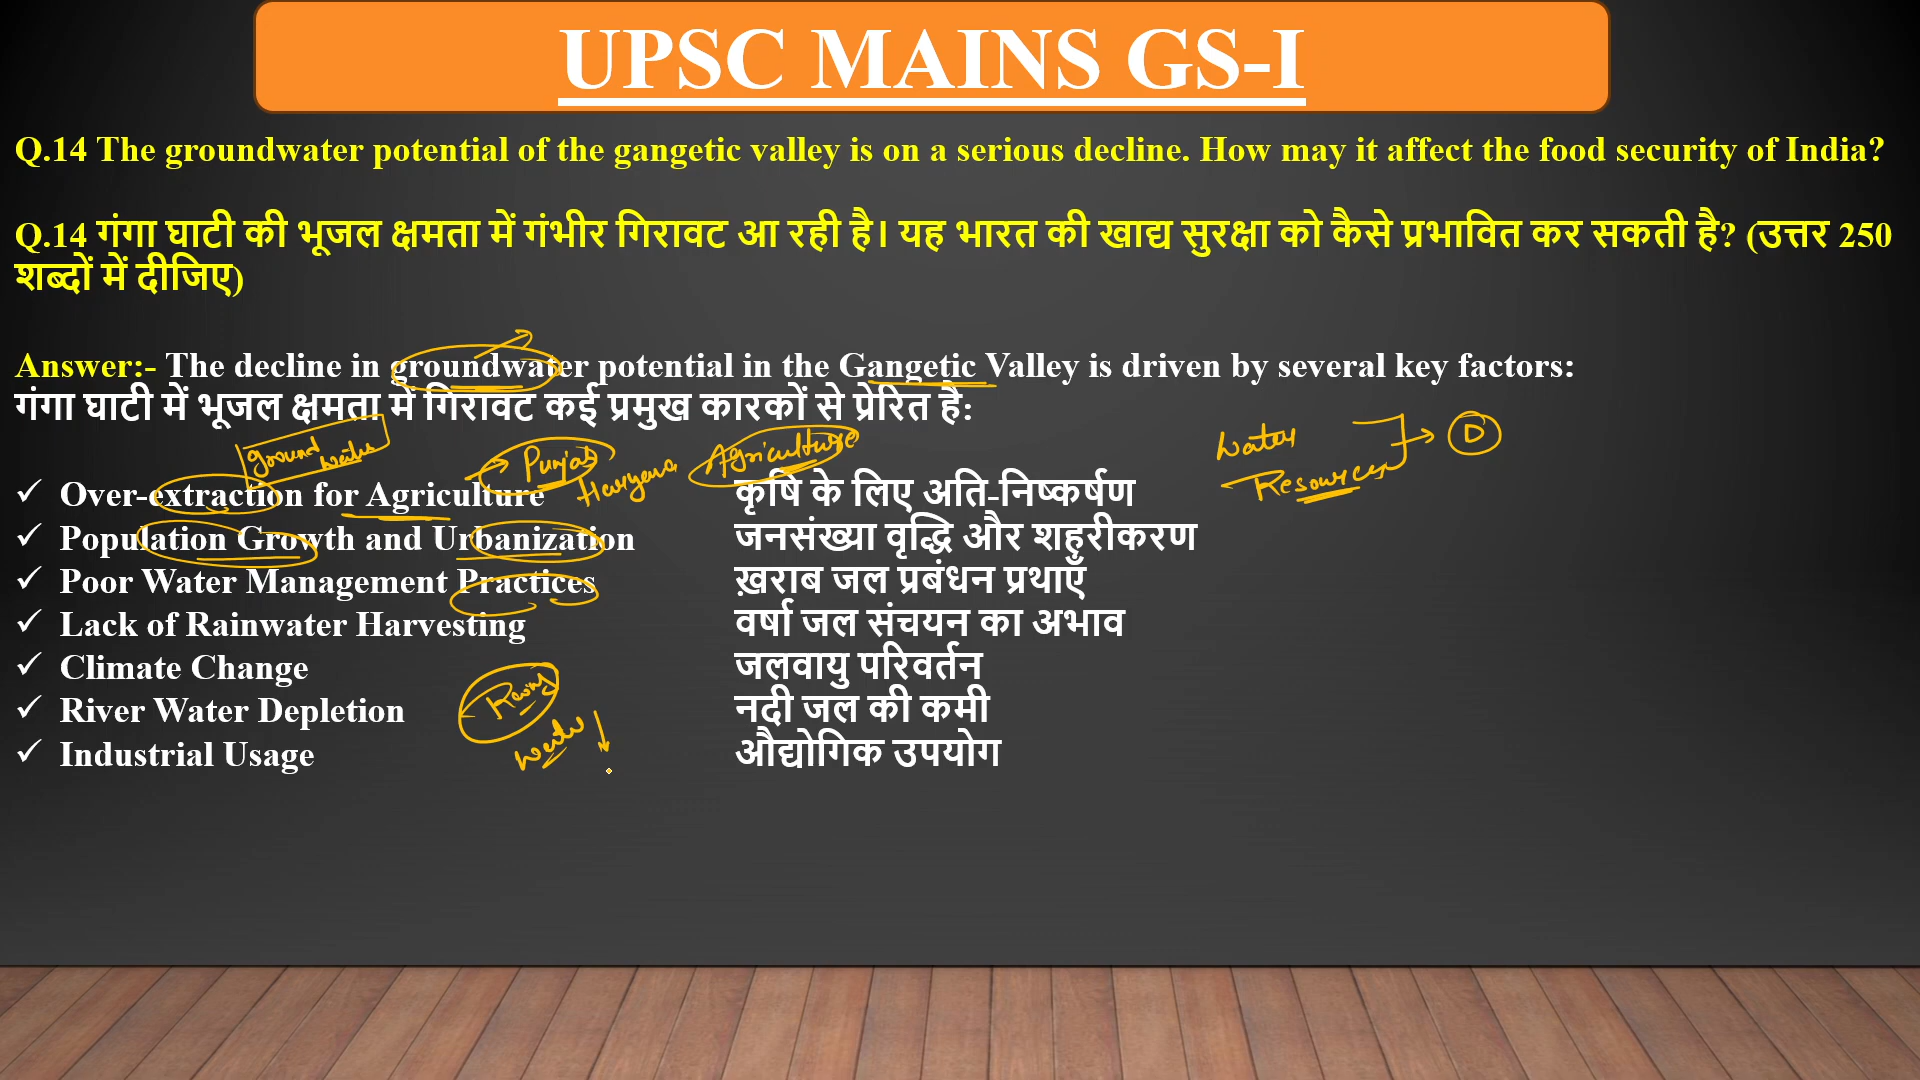 UPSC MAINS GS-I
Q.14 The groundwater potential of the gangetic valley is on a serious decline. How may it affect the food security of India?
Q.14 गंगा घाटी की भूजल क्षमता में गंभीर गिरावट आ रही है। यह भारत की खाद्य सुरक्षा को कैसे प्रभावित कर सकती है? (उत्तर 250
शब्दों में दीजिए)
Answer:- The decline in groundwater potential in the Gangetic Valley is driven by several key factors:
गंगा घाटी में भूजल क्षमता में गिरावट कई प्रमुख कारकों से प्रेरित है:
ground water
Punjab
Haryana
Agriculture
Water
Resources
D
✓ Over-extraction for Agriculture कृषि के लिए अति-निष्कर्षण
✓ Population Growth and Urbanization जनसंख्या वृद्धि और शहरीकरण
✓ Poor Water Management Practices ख़राब जल प्रबंधन प्रथाएँ
✓ Lack of Rainwater Harvesting वर्षा जल संचयन का अभाव
✓ Climate Change जलवायु परिवर्तन
✓ River Water Depletion नदी जल की कमी
✓ Industrial Usage औद्योगिक उपयोग
water